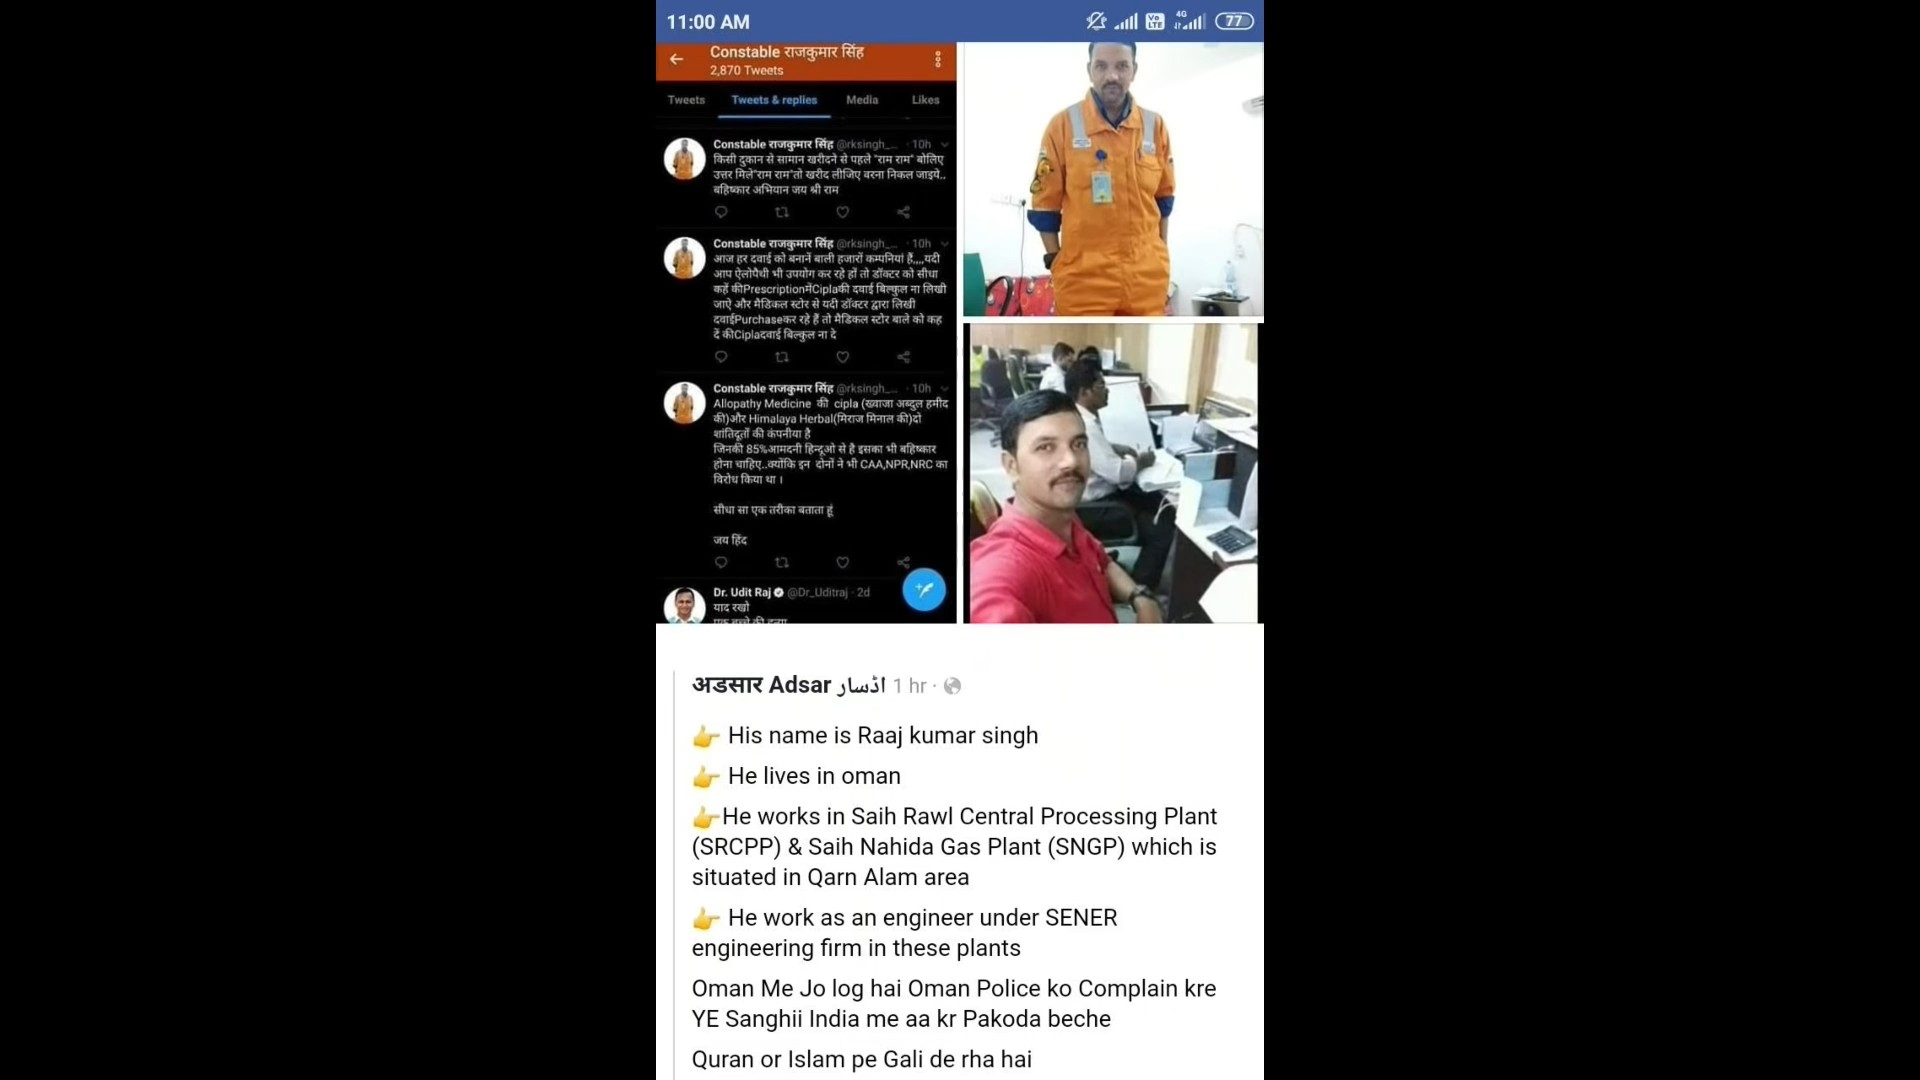 11:00 AM
Vo LTE
4G
77
Constable राजकुमार सिंह
2,870 Tweets
Tweets
Tweets & replies
Media
Likes
Constable राजकुमार सिंह @rksingh_... · 10h
किसी दुकान से सामान खरीदने से पहले "राम राम" बोलिए
उत्तर मिले"राम राम"तो खरीद लीजिए वरना निकल जाइये..
बहिष्कार अभियान जय श्री राम
Constable राजकुमार सिंह @rksingh_... · 10h
आज हर दवाई को बनानें बाली हजारों कम्पनियां हैं,,,,यदी
आप ऐलोपैथी भी उपयोग कर रहे हों तो डॉक्टर को सीधा
कहें कीPrescriptionमेंCiplaकी दवाई बिल्कुल ना लिखी
जाऐ और मैडिकल स्टोर से यदी डॉक्टर द्वारा लिखी
दवाईPurchaseकर रहे हैं तो मैडिकल स्टोर बाले को कह
दें कीCiplaदवाई बिल्कुल ना दे
Constable राजकुमार सिंह @rksingh_... · 10h
Allopathy Medicine की cipla (ख्वाजा अब्दुल हमीद
की)और Himalaya Herbal(मिराज मिनाल की)दो
शांतिदूतों की कंपनीया है
जिनकी 85%आमदनी हिन्दूओ से है इसका भी बहिष्कार
होना चाहिए..क्योंकि इन दोनों ने भी CAA,NPR,NRC का
विरोध किया था ।
सीधा सा एक तरीका बताता हूं
जय हिंद
Dr. Udit Raj @Dr_Uditraj · 2d
याद रखो
एक बच्चे की हत्या
अडसार Adsar اڈسار 1 hr ·
👉 His name is Raaj kumar singh
👉 He lives in oman
👉He works in Saih Rawl Central Processing Plant
(SRCPP) & Saih Nahida Gas Plant (SNGP) which is
situated in Qarn Alam area
👉 He work as an engineer under SENER
engineering firm in these plants
Oman Me Jo log hai Oman Police ko Complain kre
YE Sanghii India me aa kr Pakoda beche
Quran or Islam pe Gali de rha hai